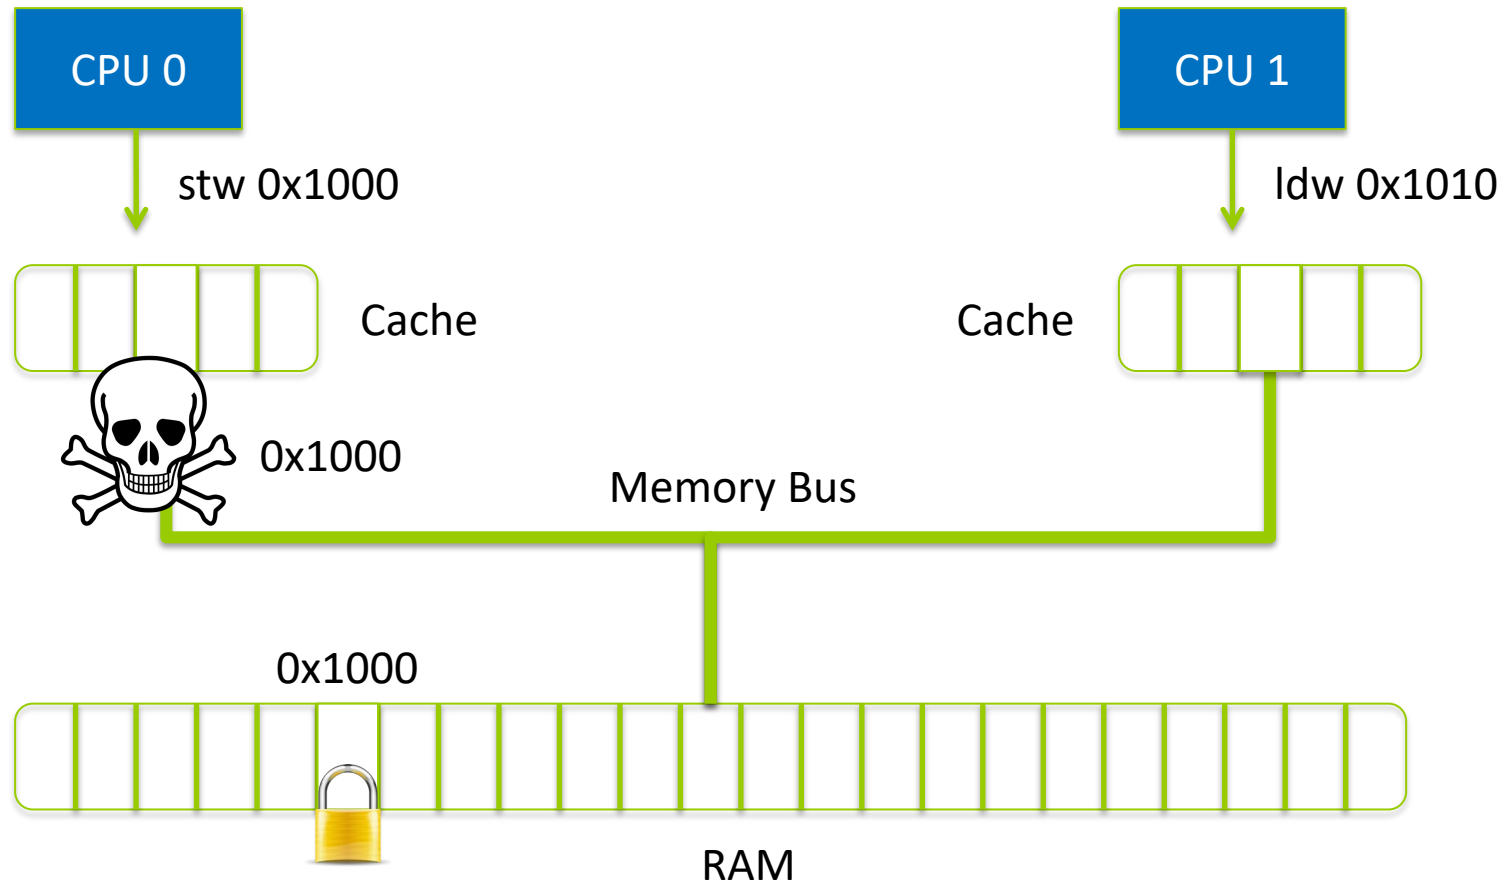 CPU 0
CPU 1
stw 0x1000
ldw 0x1010
Cache
Cache
0x1000
Memory Bus
0x1000
RAM